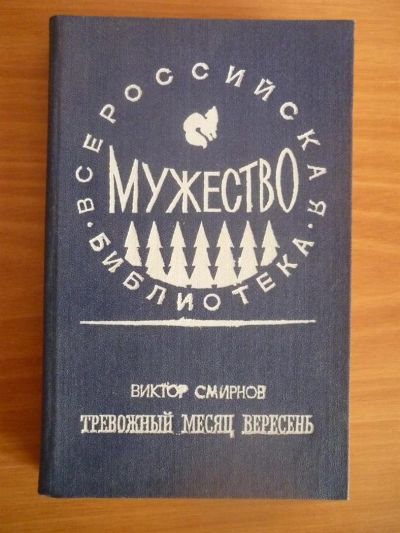 ВСЕРОССИЙСКАЯ
МУЖЕСТВО
·БИБЛИОТЕКА·
ВИКТОР СМИРНОВ
ТРЕВОЖНЫЙ МЕСЯЦ ВЕРЕСЕНЬ